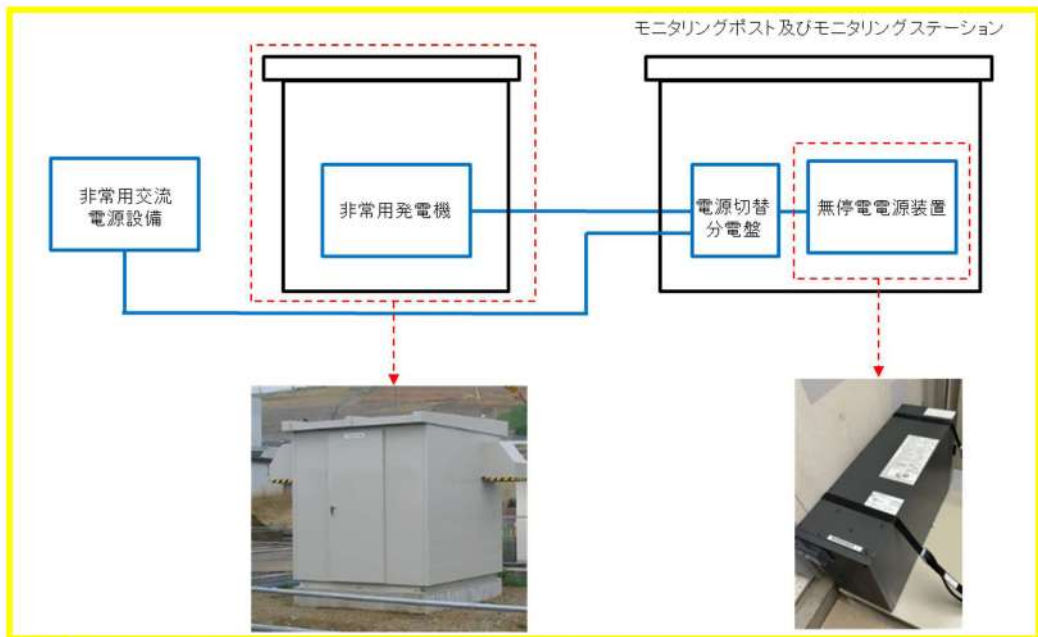 モニタリングポスト及びモニタリングステーション
非常用交流
電源設備
非常用発電機
電源切替
分電盤
無停電電源装置